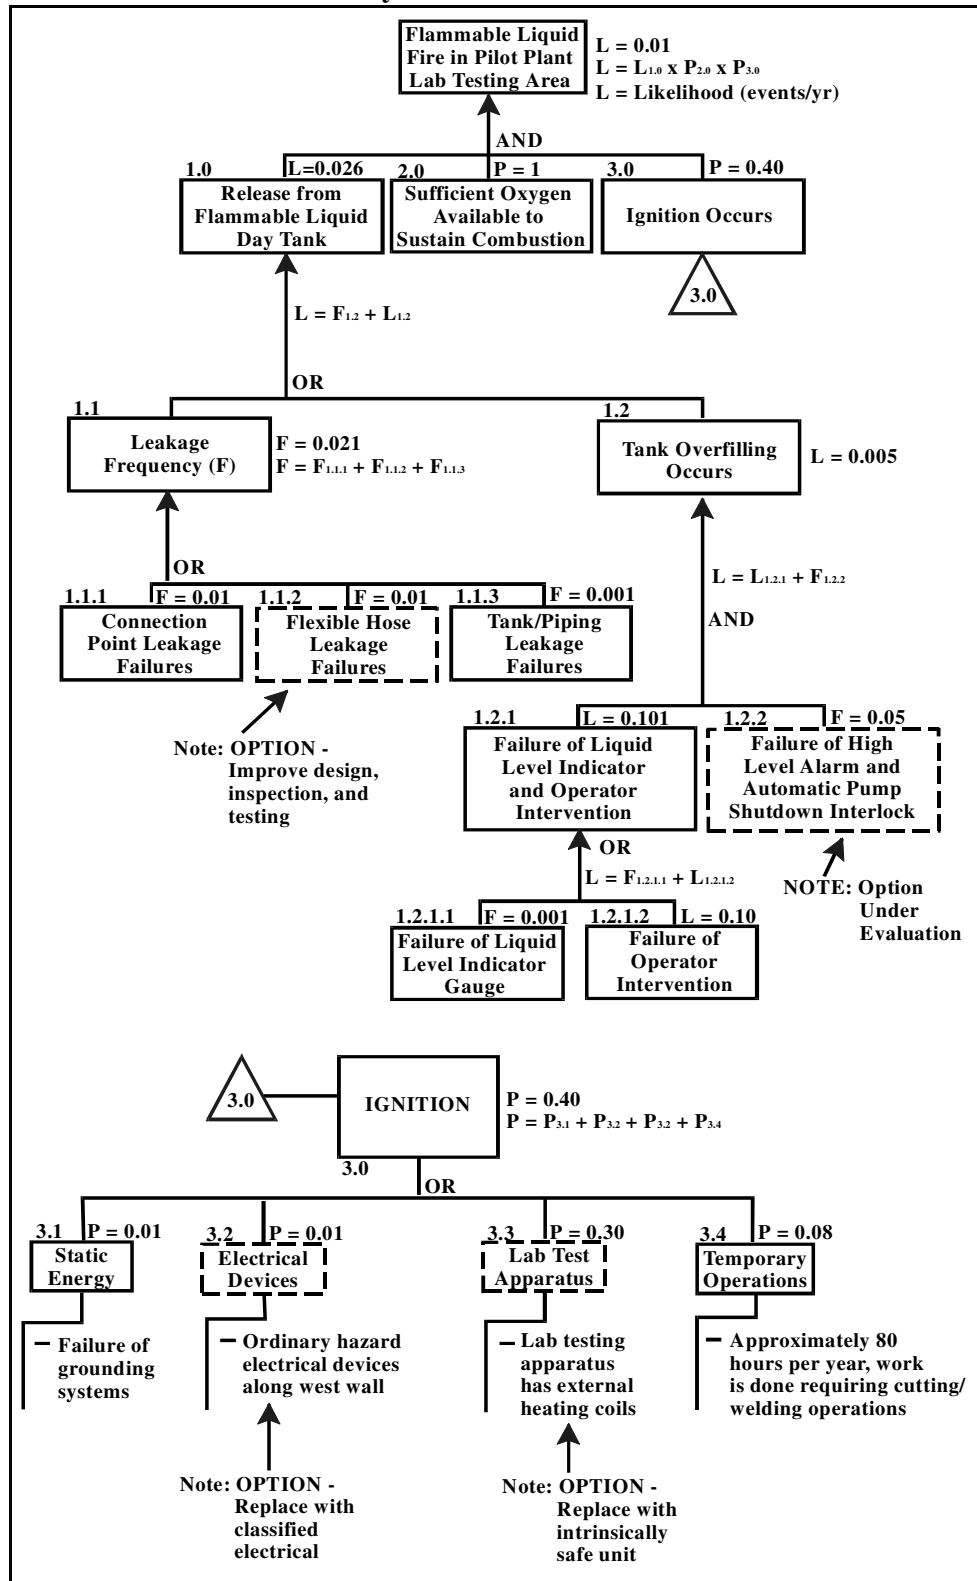 Flammable Liquid
Fire in Pilot Plant
Lab Testing Area
L = 0.01
L = L1.0 x P2.0 x P3.0
L = Likelihood (events/yr)
AND
1.0
L=0.026
Release from
Flammable Liquid
Day Tank
2.0
P = 1
Sufficient Oxygen
Available to
Sustain Combustion
3.0
P = 0.40
Ignition Occurs
3.0
L = F1.2 + L1.2
OR
1.1
Leakage
Frequency (F)
F = 0.021
F = F1.1.1 + F1.1.2 + F1.1.3
1.2
Tank Overfilling
Occurs
L = 0.005
OR
1.1.1
F = 0.01
Connection
Point Leakage
Failures
1.1.2
F = 0.01
Flexible Hose
Leakage
Failures
1.1.3
F = 0.001
Tank/Piping
Leakage
Failures
L = L1.2.1 + F1.2.2
AND
Note: OPTION -
Improve design,
inspection, and
testing
1.2.1
L = 0.101
Failure of Liquid
Level Indicator
and Operator
Intervention
1.2.2
F = 0.05
Failure of High
Level Alarm and
Automatic Pump
Shutdown Interlock
OR
L = F1.2.1.1 + L1.2.1.2
NOTE: Option
Under
Evaluation
1.2.1.1
F = 0.001
Failure of Liquid
Level Indicator
Gauge
1.2.1.2
L = 0.10
Failure of
Operator
Intervention
3.0
IGNITION
P = 0.40
P = P3.1 + P3.2 + P3.2 + P3.4
3.0
OR
3.1
P = 0.01
Static
Energy
3.2
P = 0.01
Electrical
Devices
3.3
P = 0.30
Lab Test
Apparatus
3.4
P = 0.08
Temporary
Operations
– Failure of
grounding
systems
– Ordinary hazard
electrical devices
along west wall
– Lab testing
apparatus
has external
heating coils
– Approximately 80
hours per year, work
is done requiring cutting/
welding operations
Note: OPTION -
Replace with
classified
electrical
Note: OPTION -
Replace with
intrinsically
safe unit